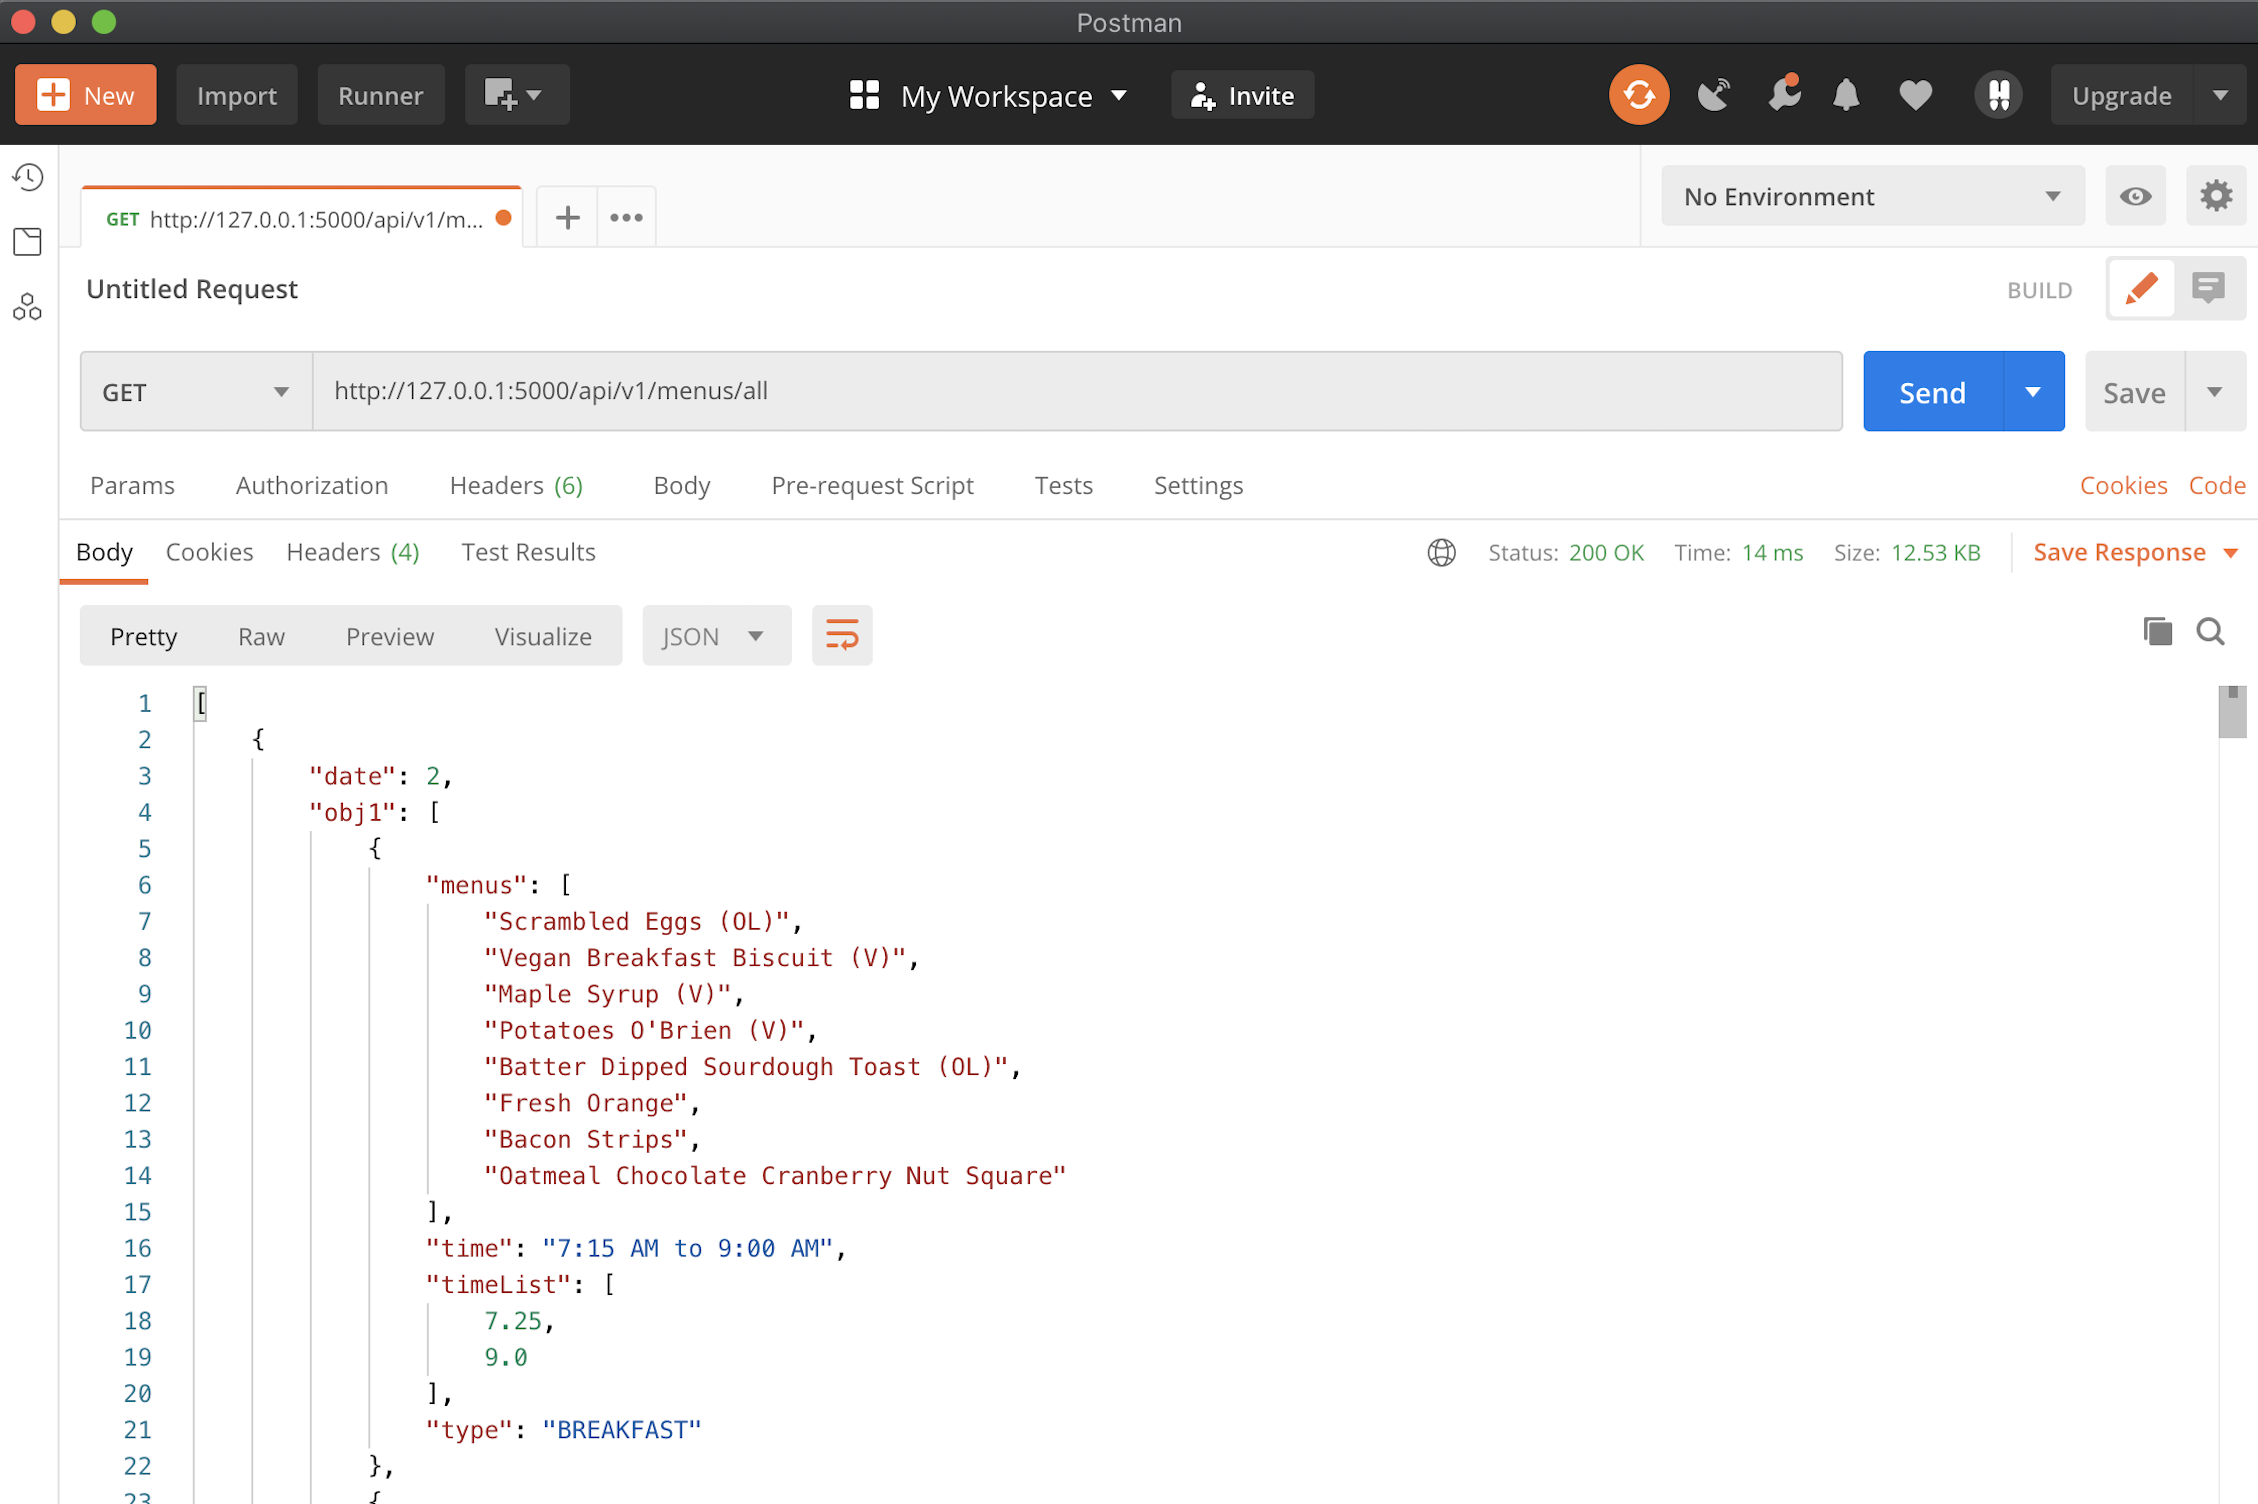 Postman
New Import Runner My Workspace Invite Upgrade
GET http://127.0.0.1:5000/api/v1/m... No Environment
Untitled Request BUILD
GET http://127.0.0.1:5000/api/v1/menus/all Send Save
Params Authorization Headers (6) Body Pre-request Script Tests Settings Cookies Code
Body Cookies Headers (4) Test Results Status: 200 OK Time: 14 ms Size: 12.53 KB Save Response
Pretty Raw Preview Visualize JSON
1 [
2 {
3 "date": 2,
4 "obj1": [
5 {
6 "menus": [
7 "Scrambled Eggs (OL)",
8 "Vegan Breakfast Biscuit (V)",
9 "Maple Syrup (V)",
10 "Potatoes O'Brien (V)",
11 "Batter Dipped Sourdough Toast (OL)",
12 "Fresh Orange",
13 "Bacon Strips",
14 "Oatmeal Chocolate Cranberry Nut Square"
15 ],
16 "time": "7:15 AM to 9:00 AM",
17 "timeList": [
18 7.25,
19 9.0
20 ],
21 "type": "BREAKFAST"
22 },
23 {